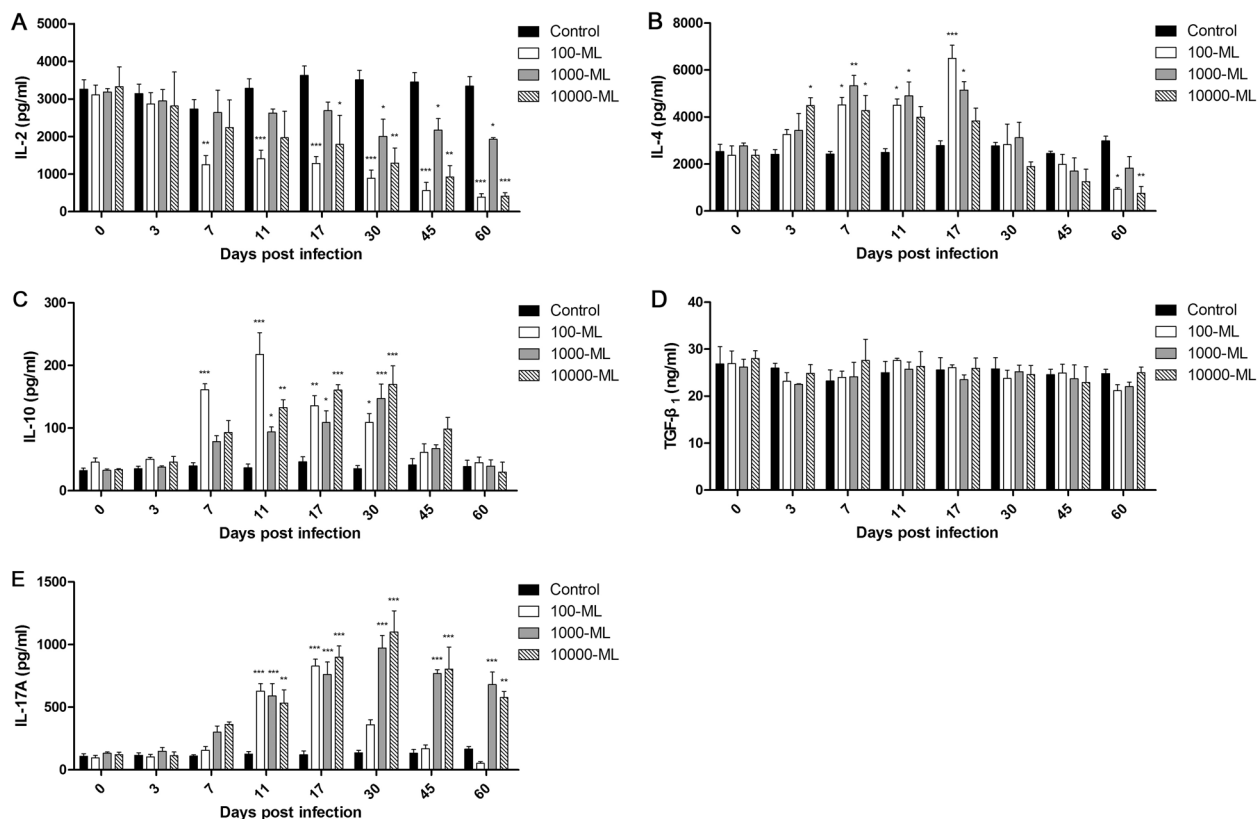 A
IL-2 (pg/ml)
5000
4000
3000
2000
1000
0
** *** *** * *** * ** *** * ** *** * ***
0 3 7 11 17 30 45 60
Days post infection
Control
100-ML
1000-ML
10000-ML
B
IL-4 (pg/ml)
8000
6000
4000
2000
0
* * ** * * * *** * * **
0 3 7 11 17 30 45 60
Days post infection
Control
100-ML
1000-ML
10000-ML
C
IL-10 (pg/ml)
300
200
100
0
*** *** * ** ** * *** * *** ***
0 3 7 11 17 30 45 60
Days post infection
Control
100-ML
1000-ML
10000-ML
D
TGF-β 1 (ng/ml)
40
30
20
10
0
0 3 7 11 17 30 45 60
Days post infection
Control
100-ML
1000-ML
10000-ML
E
IL-17A (pg/ml)
1500
1000
500
0
*** *** ** *** *** *** *** *** *** *** *** **
0 3 7 11 17 30 45 60
Days post infection
Control
100-ML
1000-ML
10000-ML